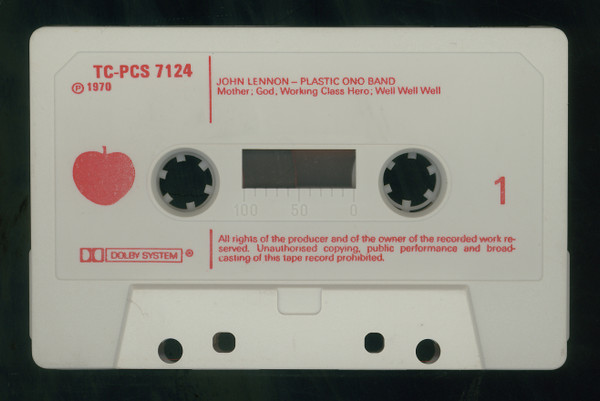 TC-PCS 7124
Ⓟ 1970
JOHN LENNON – PLASTIC ONO BAND
Mother; God, Working Class Hero; Well Well Well
100 50 0
1
DOLBY SYSTEM ®
All rights of the producer and of the owner of the recorded work re-
served. Unauthorised copying, public performance and broad-
casting of this tape record prohibited.